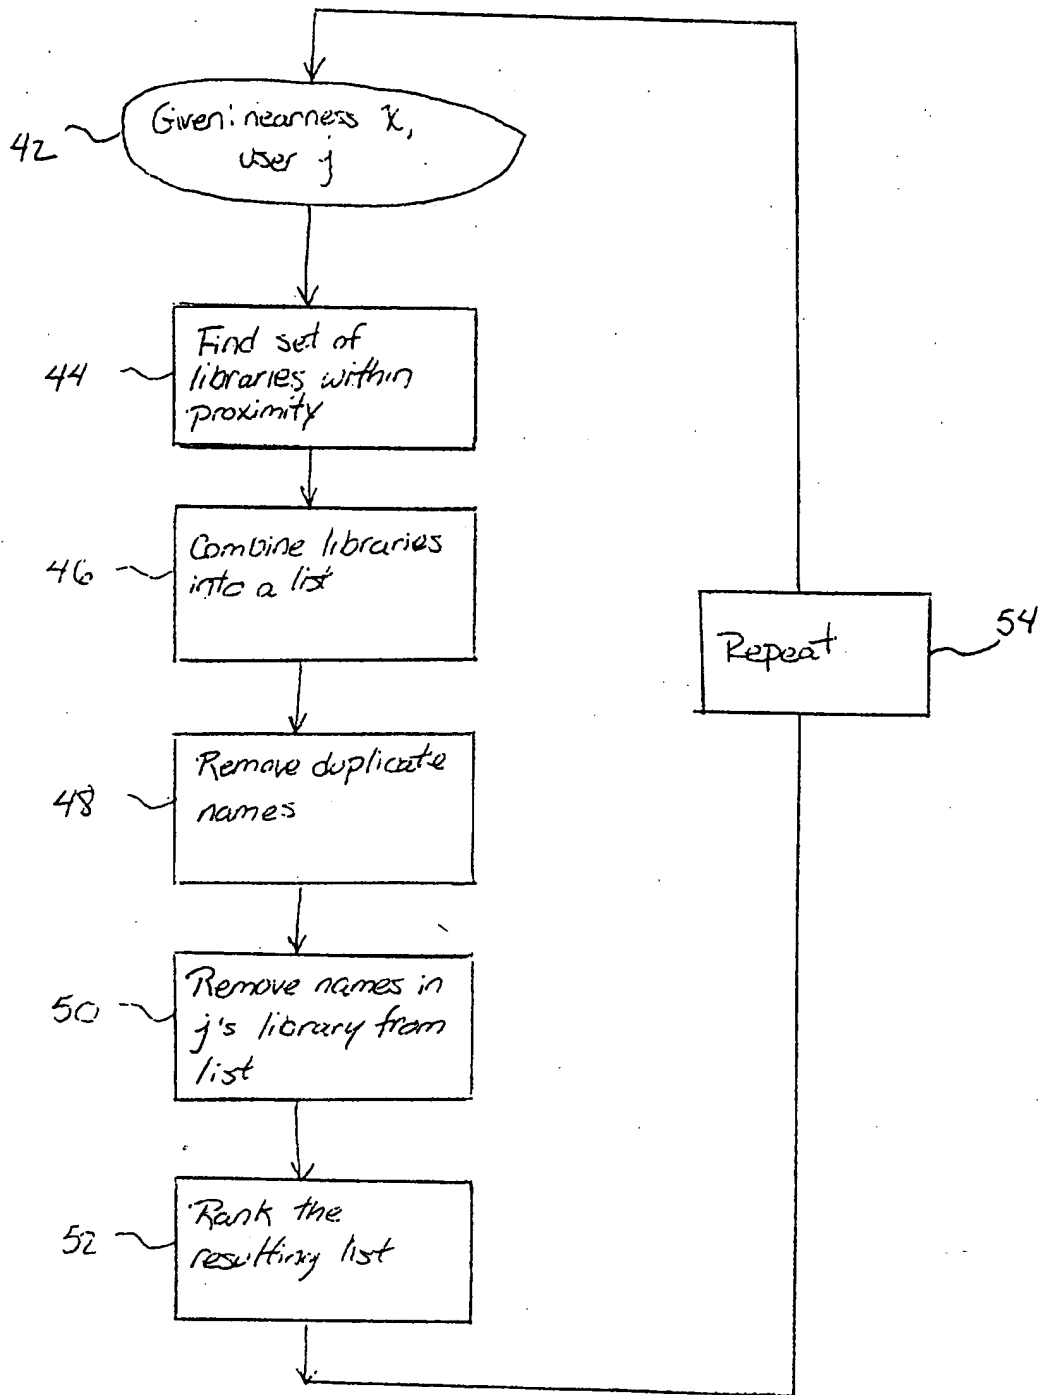 Given: nearness x,
user j
42
Find set of
libraries within
proximity
44
Combine libraries
into a list
46
Repeat
54
Remove duplicate
names
48
Remove names in
j's library from
list
50
Rank the
resulting list
52